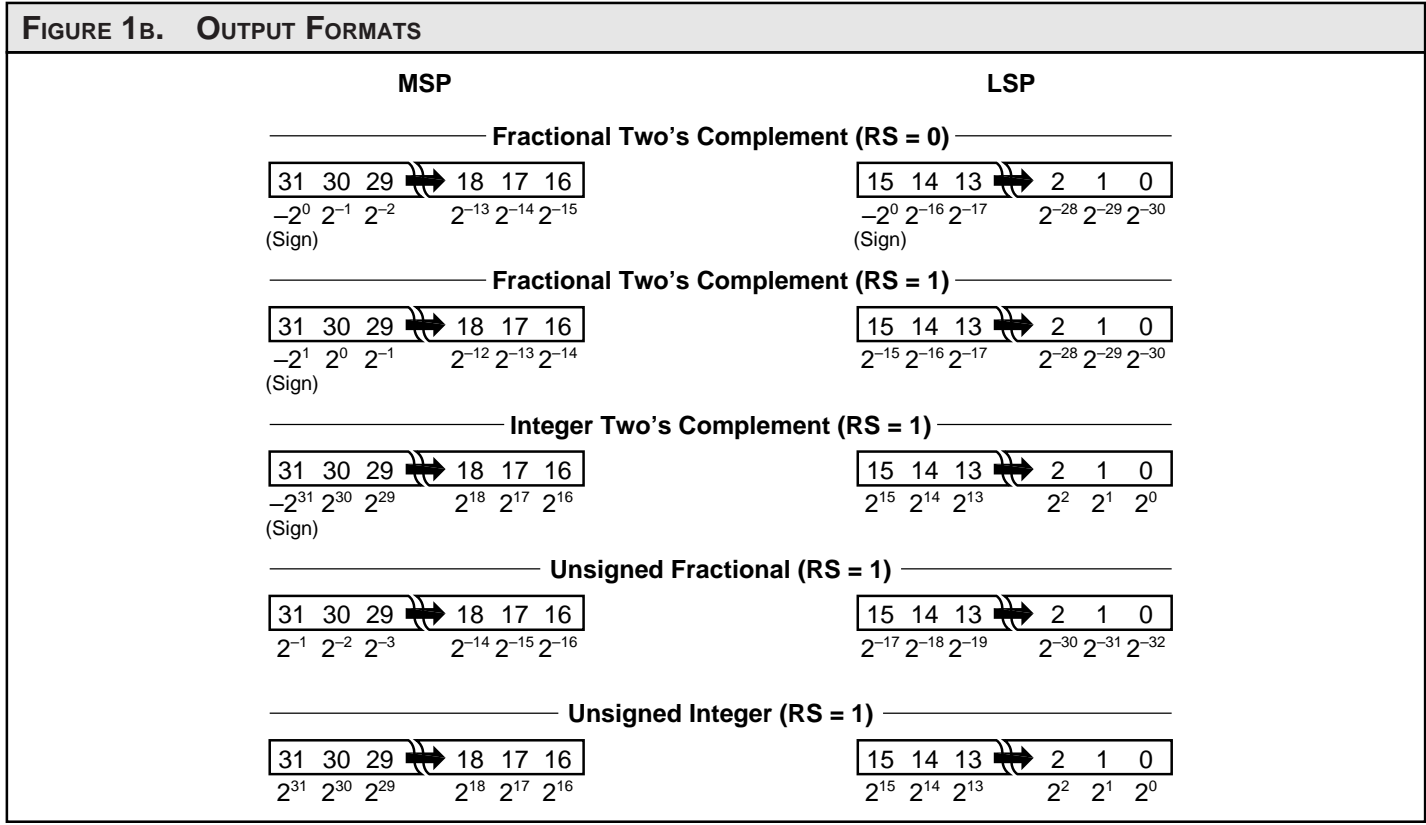 FIGURE 1B. OUTPUT FORMATS
MSP LSP
Fractional Two's Complement (RS = 0)
31 30 29 18 17 16 15 14 13 2 1 0
–2⁰ 2⁻¹ 2⁻² 2⁻¹³ 2⁻¹⁴ 2⁻¹⁵ –2⁰ 2⁻¹⁶ 2⁻¹⁷ 2⁻²⁸ 2⁻²⁹ 2⁻³⁰
(Sign) (Sign)
Fractional Two's Complement (RS = 1)
31 30 29 18 17 16 15 14 13 2 1 0
–2¹ 2⁰ 2⁻¹ 2⁻¹² 2⁻¹³ 2⁻¹⁴ 2⁻¹⁵ 2⁻¹⁶ 2⁻¹⁷ 2⁻²⁸ 2⁻²⁹ 2⁻³⁰
(Sign)
Integer Two's Complement (RS = 1)
31 30 29 18 17 16 15 14 13 2 1 0
–2³¹ 2³⁰ 2²⁹ 2¹⁸ 2¹⁷ 2¹⁶ 2¹⁵ 2¹⁴ 2¹³ 2² 2¹ 2⁰
(Sign)
Unsigned Fractional (RS = 1)
31 30 29 18 17 16 15 14 13 2 1 0
2⁻¹ 2⁻² 2⁻³ 2⁻¹⁴ 2⁻¹⁵ 2⁻¹⁶ 2⁻¹⁷ 2⁻¹⁸ 2⁻¹⁹ 2⁻³⁰ 2⁻³¹ 2⁻³²
Unsigned Integer (RS = 1)
31 30 29 18 17 16 15 14 13 2 1 0
2³¹ 2³⁰ 2²⁹ 2¹⁸ 2¹⁷ 2¹⁶ 2¹⁵ 2¹⁴ 2¹³ 2² 2¹ 2⁰